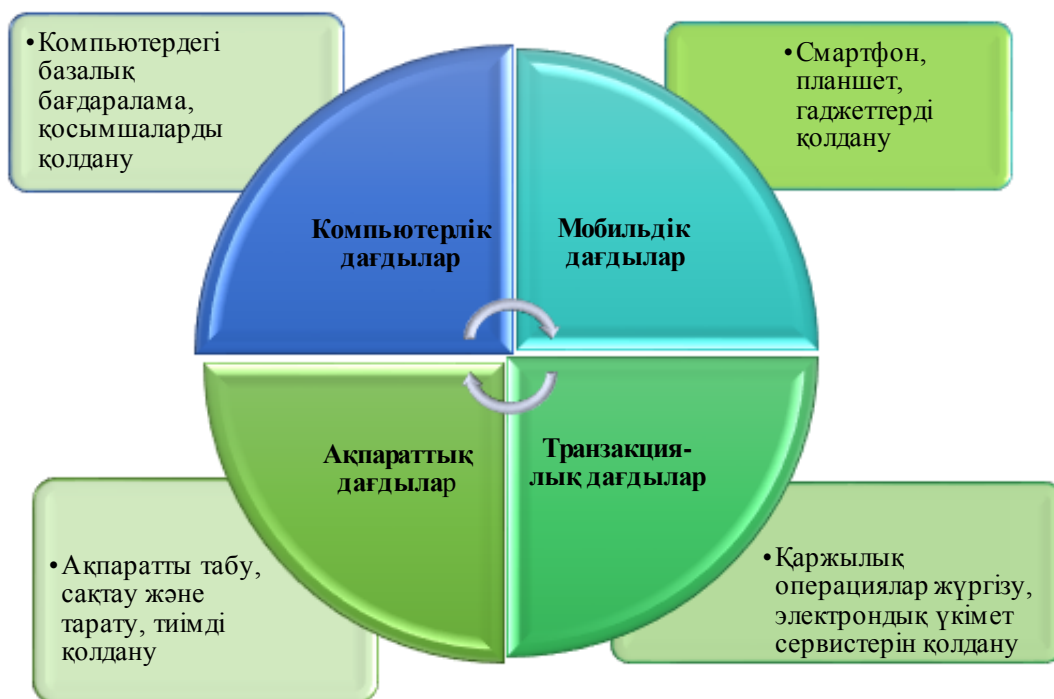 •Компьютердегі
базалық
бағдаралама,
қосымшаларды
қолдану
•Смартфон,
планшет,
гаджеттерді
қолдану
Компьютерлік
дағдылар
Мобильдік
дағдылар
Ақпараттық
дағдылар
Транзакция-
лық дағдылар
•Ақпаратты табу,
сақтау және
тарату, тиімді
қолдану
•Қаржылық
операциялар жүргізу,
электрондық үкімет
сервистерін қолдану